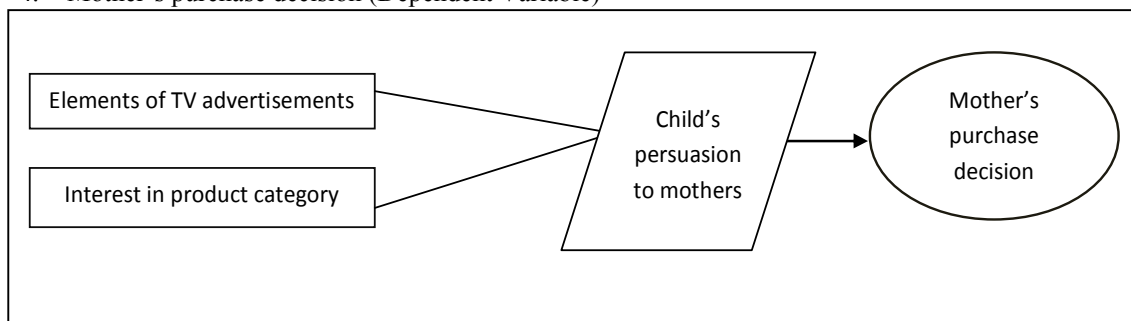 4. Mother's purchase decision (Dependent Variable)
Elements of TV advertisements
Interest in product category
Child's
persuasion
to mothers
Mother's
purchase
decision